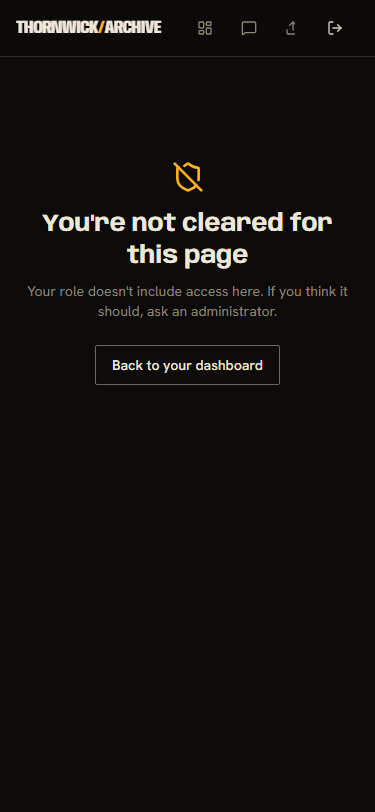 THORNWICK/ARCHIVE
You're not cleared for
this page
Your role doesn't include access here. If you think it
should, ask an administrator.
Back to your dashboard